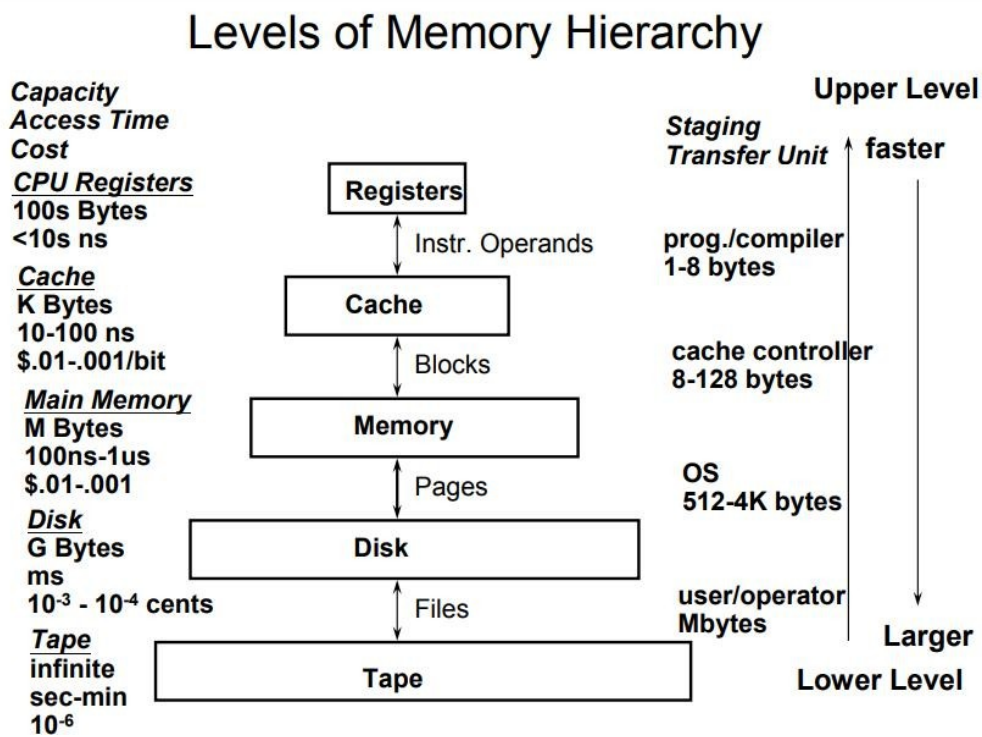 Levels of Memory Hierarchy
Capacity
Access Time
Cost
CPU Registers
100s Bytes
<10s ns
Cache
K Bytes
10-100 ns
$.01-.001/bit
Main Memory
M Bytes
100ns-1us
$.01-.001
Disk
G Bytes
ms
10⁻³ - 10⁻⁴ cents
Tape
infinite
sec-min
10⁻⁶
Registers
Instr. Operands
Cache
Blocks
Memory
Pages
Disk
Files
Tape
Staging
Transfer Unit
prog./compiler
1-8 bytes
cache controller
8-128 bytes
OS
512-4K bytes
user/operator
Mbytes
Upper Level
faster
Larger
Lower Level